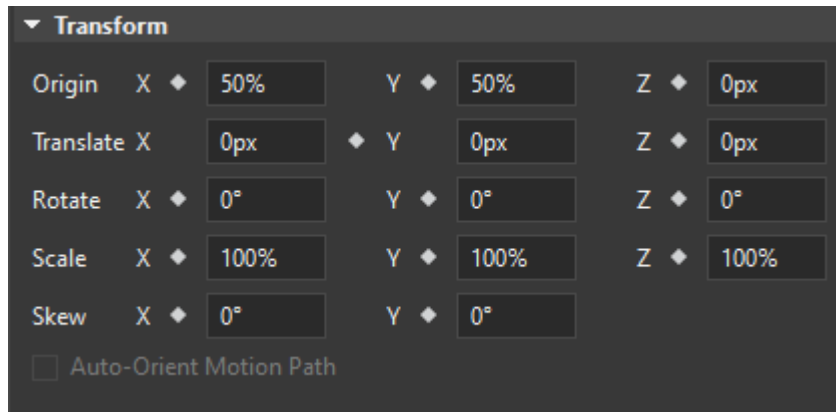 Transform
Origin X 50% Y 50% Z 0px
Translate X 0px Y 0px Z 0px
Rotate X 0° Y 0° Z 0°
Scale X 100% Y 100% Z 100%
Skew X 0° Y 0°
Auto-Orient Motion Path